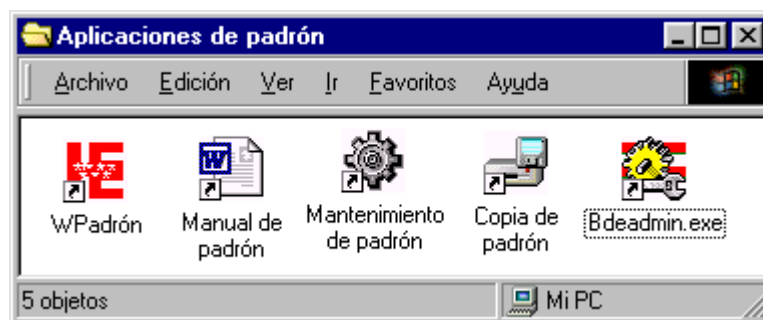 Aplicaciones de padrón
Archivo Edición Ver Ir Favoritos Ayuda
WPadrón
Manual de
padrón
Mantenimiento
de padrón
Copia de
padrón
Bdeadmin.exe
5 objetos
Mi PC